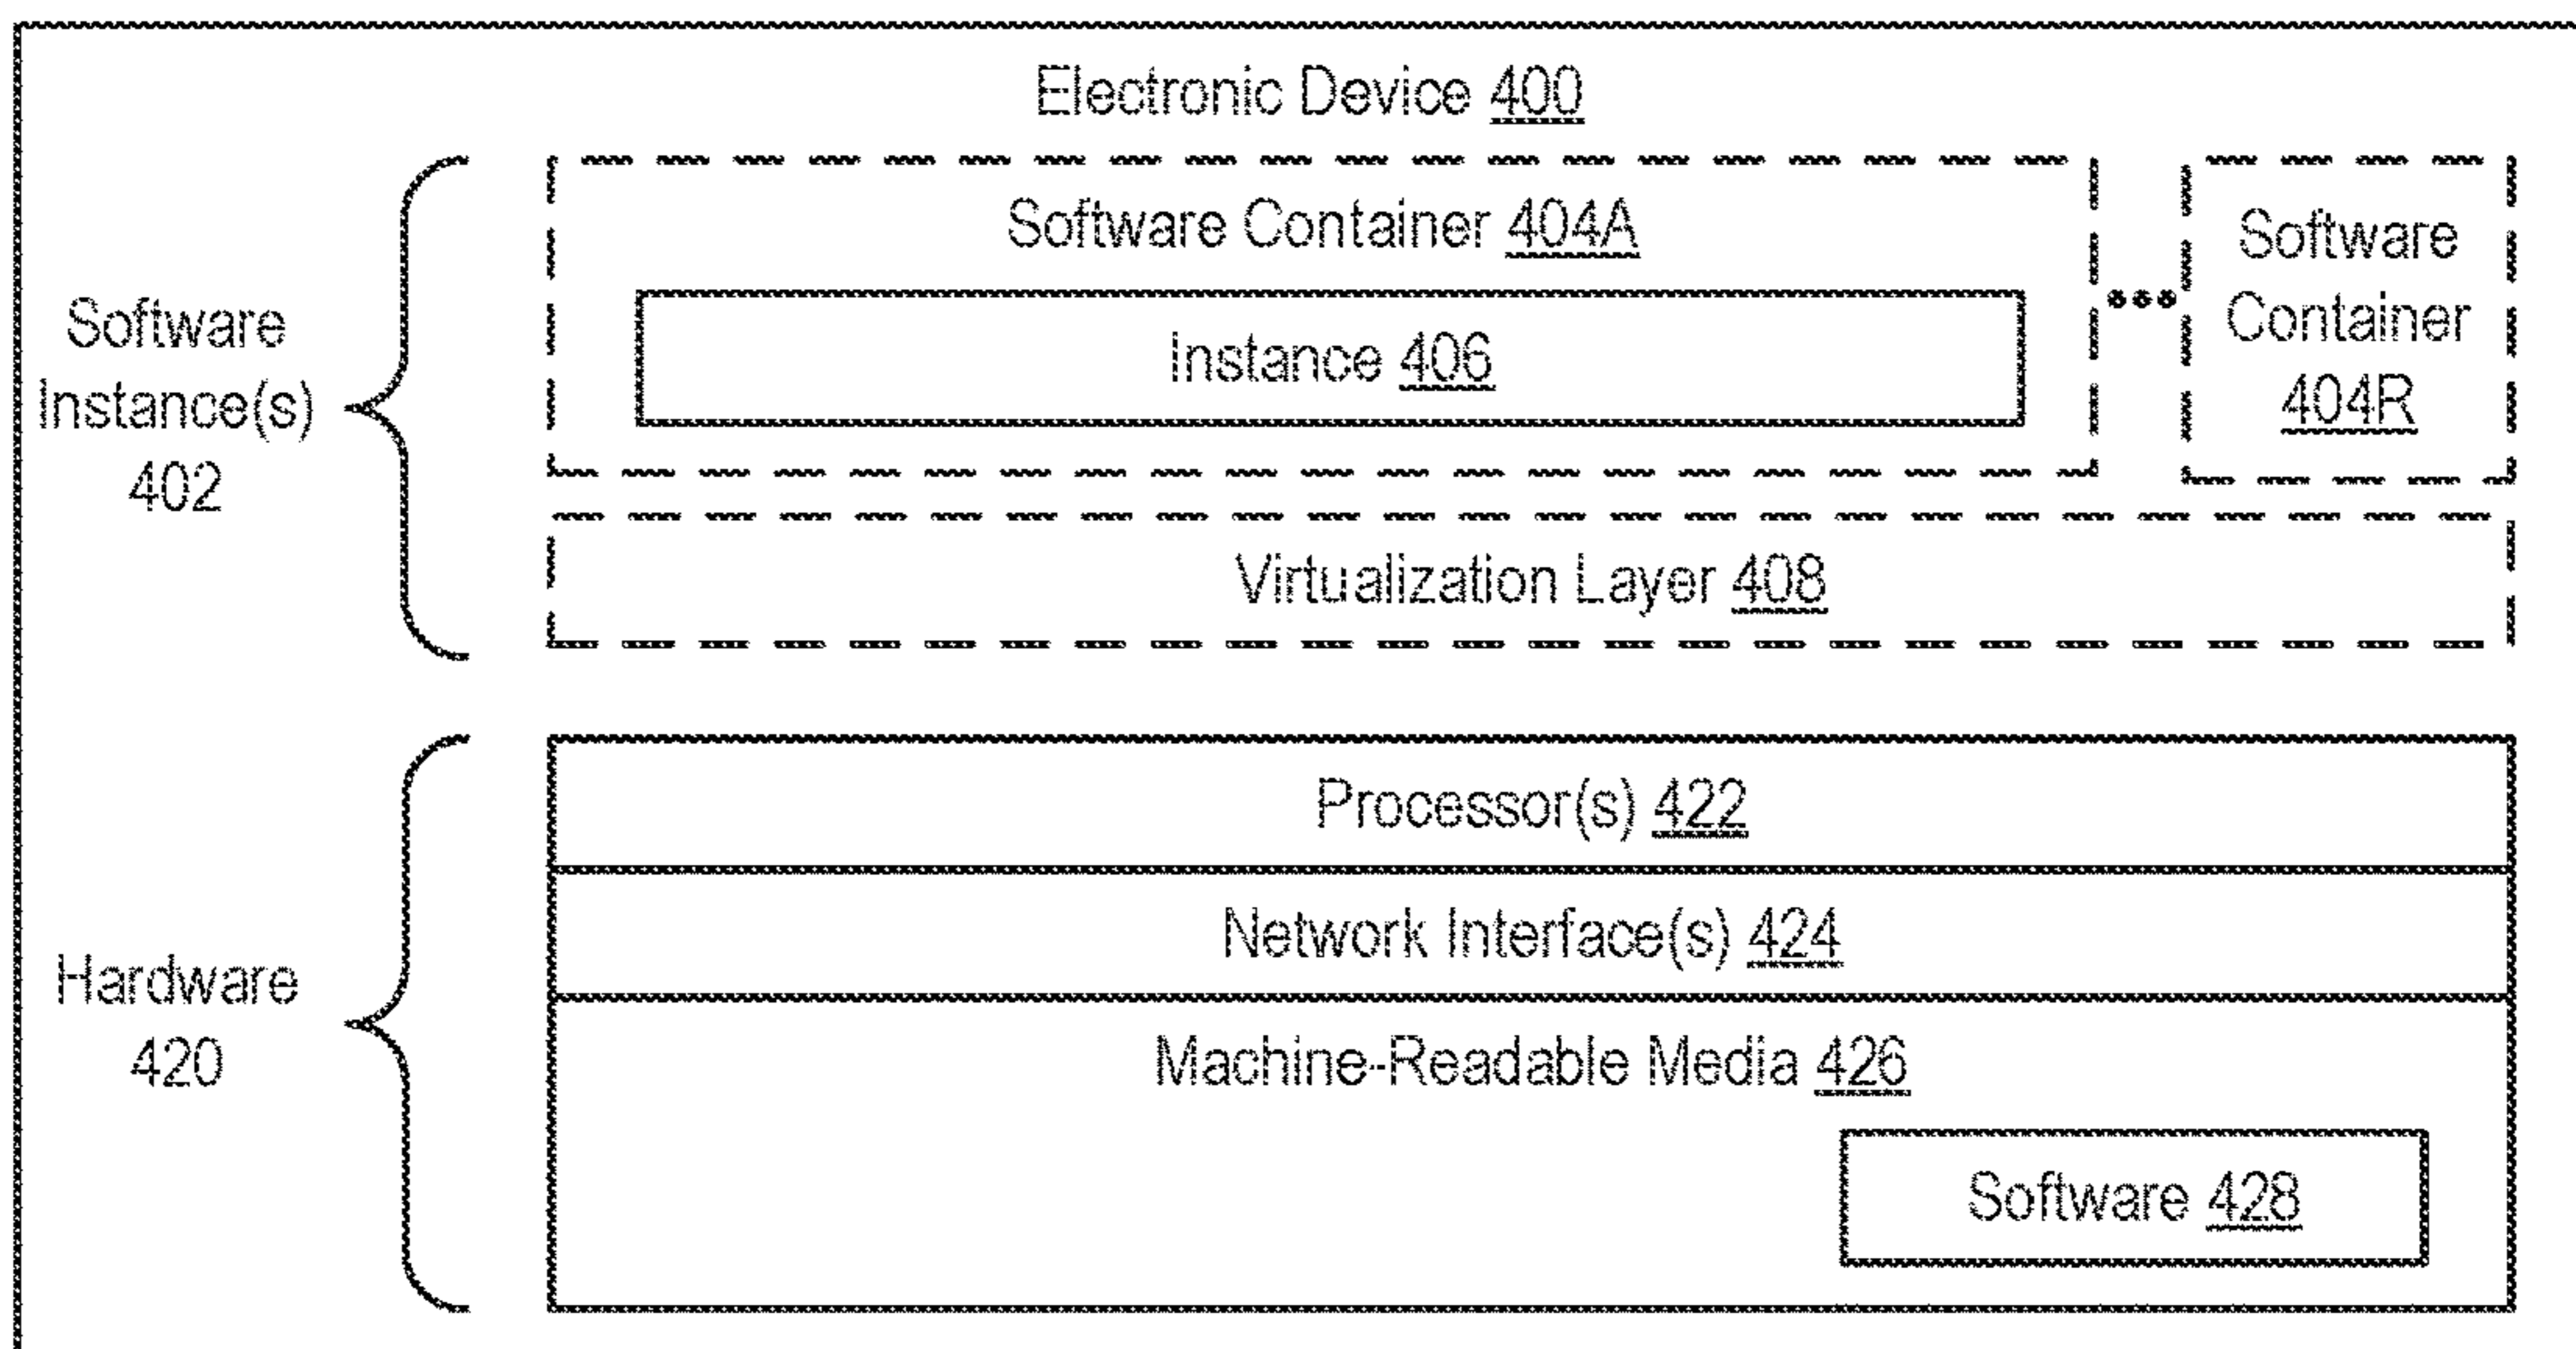 Electronic Device 400
Software Container 404A
Instance 406
Software
Container
404R
Virtualization Layer 408
Software
Instance(s)
402
Processor(s) 422
Network Interface(s) 424
Machine-Readable Media 426
Software 428
Hardware
420